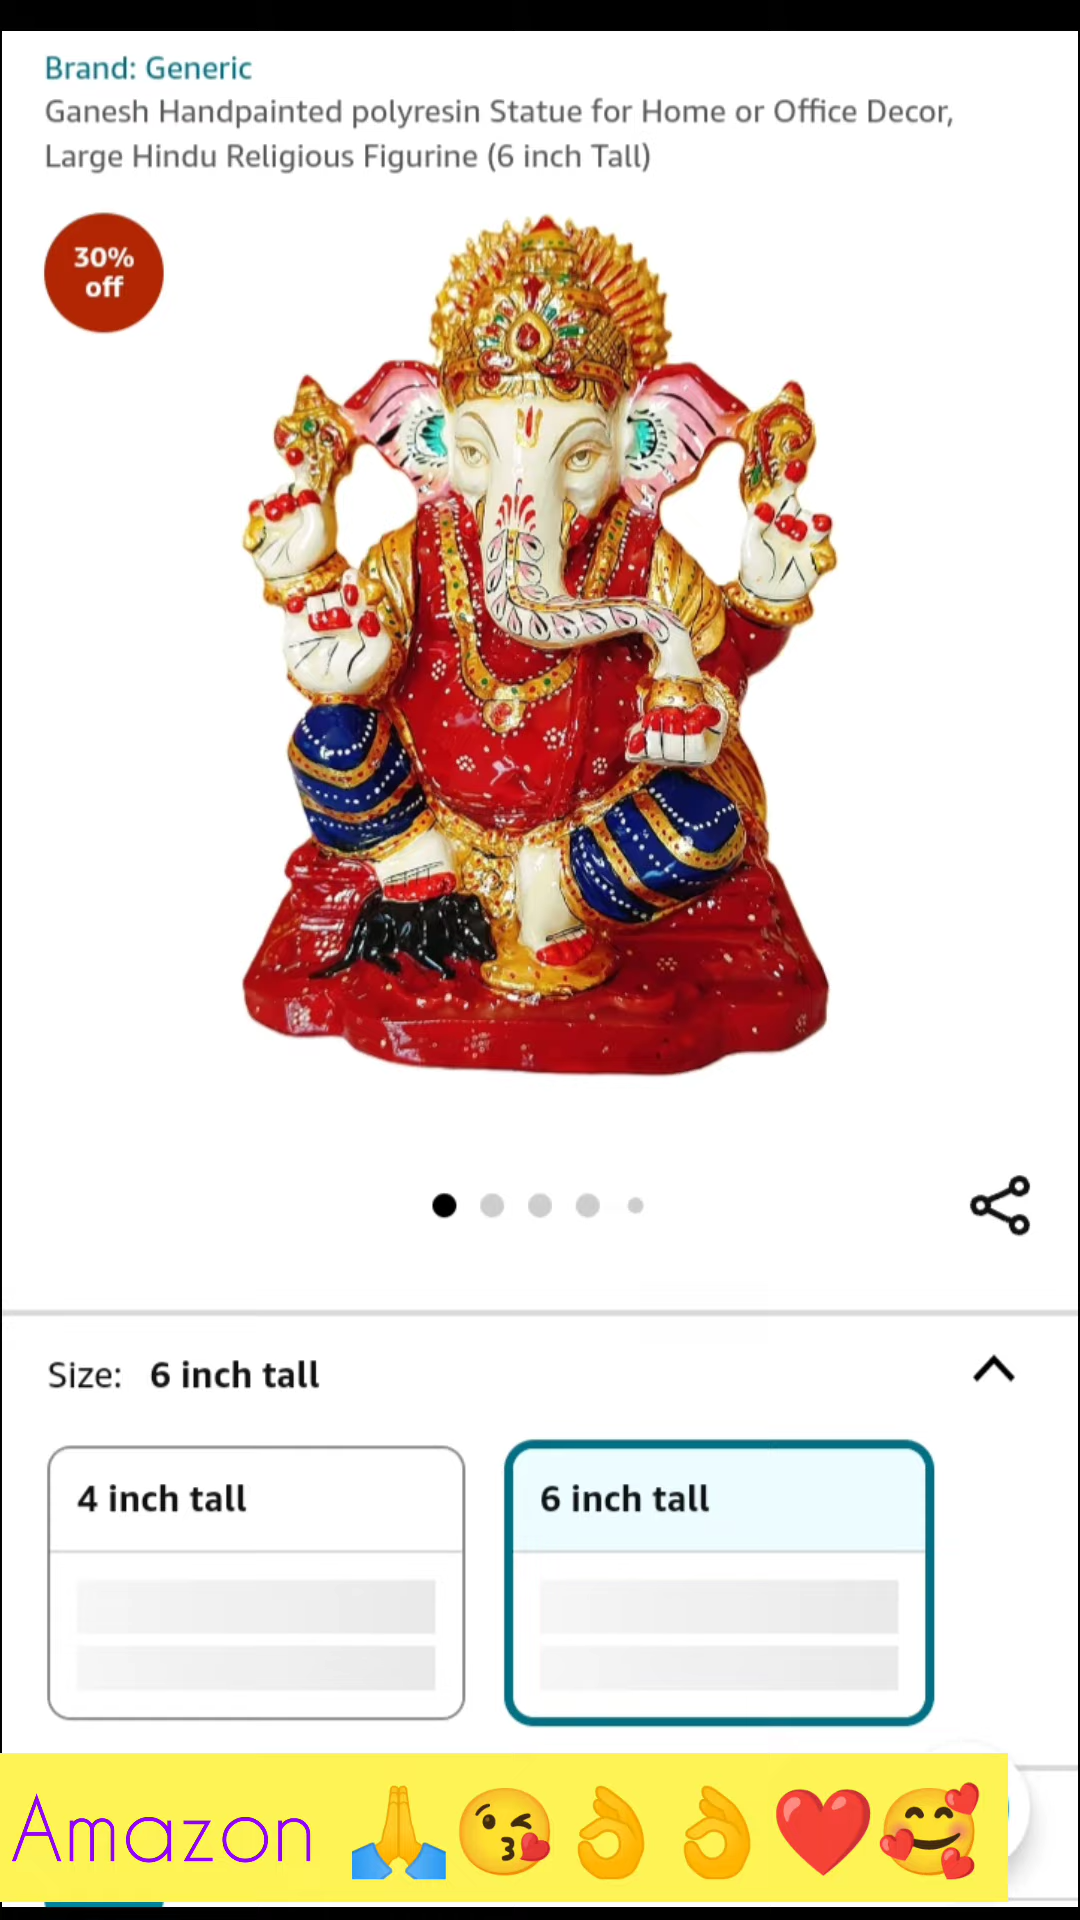 Brand: Generic
Ganesh Handpainted polyresin Statue for Home or Office Decor,
Large Hindu Religious Figurine (6 inch Tall)
30%
off
Size: 6 inch tall
4 inch tall
6 inch tall
Amazon 🙏😘👌👌❤️🥰